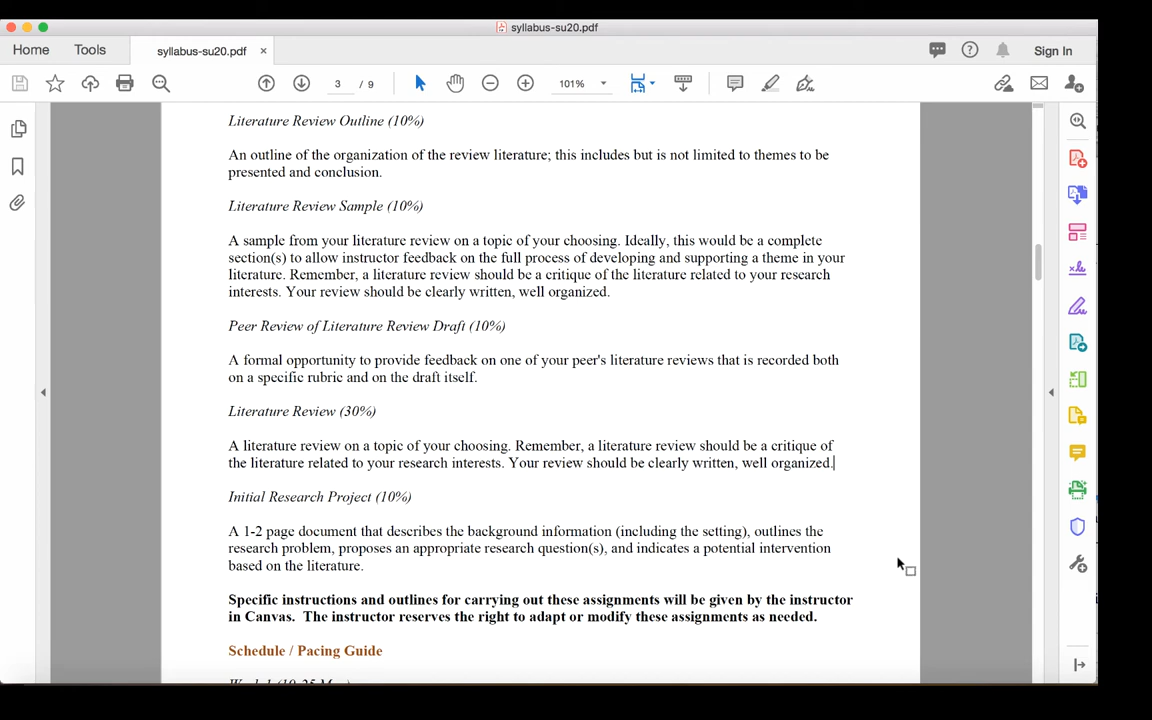 syllabus-su20.pdf
Home
Tools
syllabus-su20.pdf
Sign In
3 / 9
101%
Literature Review Outline (10%)
An outline of the organization of the review literature; this includes but is not limited to themes to be
presented and conclusion.
Literature Review Sample (10%)
A sample from your literature review on a topic of your choosing. Ideally, this would be a complete
section(s) to allow instructor feedback on the full process of developing and supporting a theme in your
literature. Remember, a literature review should be a critique of the literature related to your research
interests. Your review should be clearly written, well organized.
Peer Review of Literature Review Draft (10%)
A formal opportunity to provide feedback on one of your peer's literature reviews that is recorded both
on a specific rubric and on the draft itself.
Literature Review (30%)
A literature review on a topic of your choosing. Remember, a literature review should be a critique of
the literature related to your research interests. Your review should be clearly written, well organized.
Initial Research Project (10%)
A 1-2 page document that describes the background information (including the setting), outlines the
research problem, proposes an appropriate research question(s), and indicates a potential intervention
based on the literature.
Specific instructions and outlines for carrying out these assignments will be given by the instructor
in Canvas. The instructor reserves the right to adapt or modify these assignments as needed.
Schedule / Pacing Guide